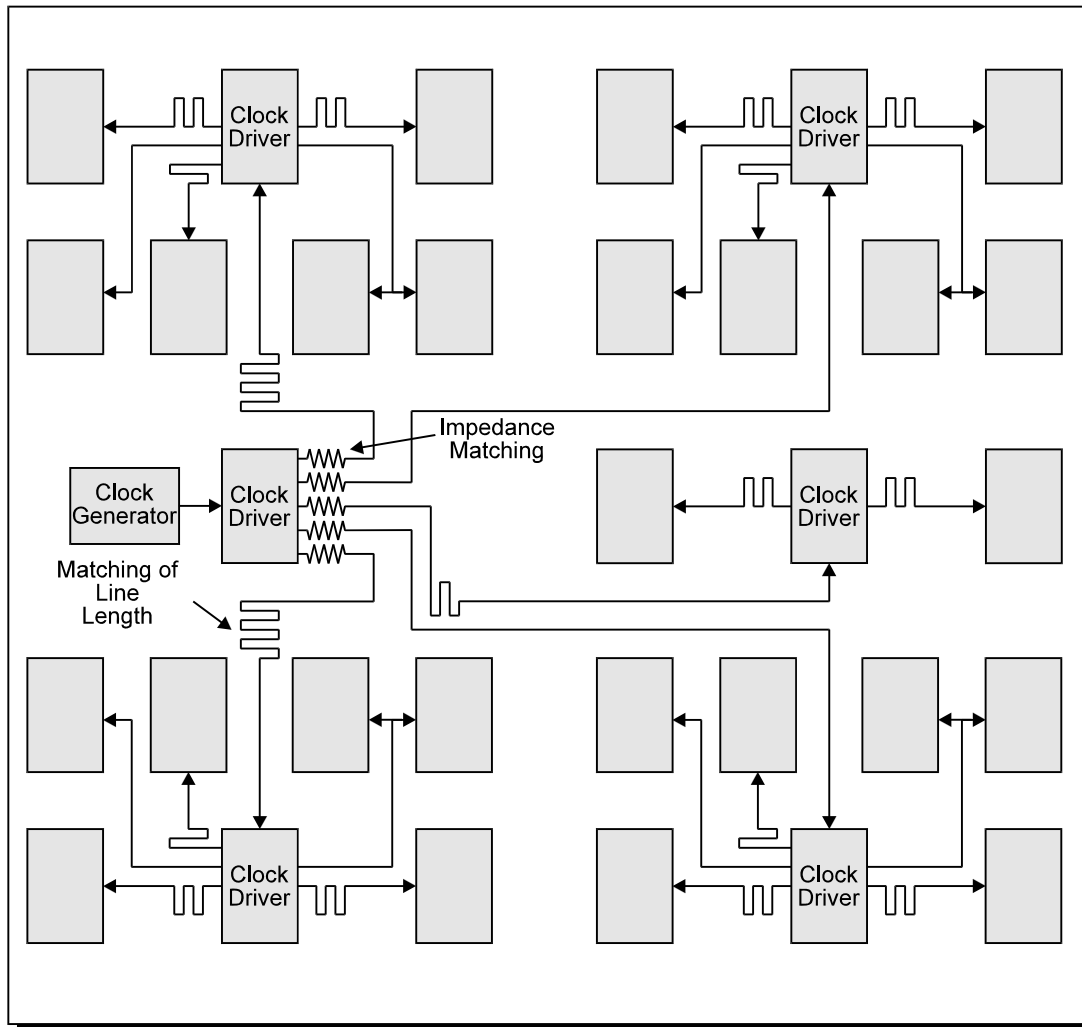 Clock
Driver
Clock
Driver
Impedance
Matching
Clock
Generator
Clock
Driver
Clock
Driver
Matching of
Line
Length
Clock
Driver
Clock
Driver